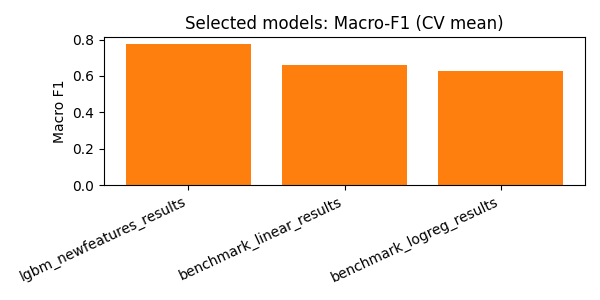 Selected models: Macro-F1 (CV mean)
Macro F1
0.8
0.6
0.4
0.2
0.0
lgbm_newfeatures_results
benchmark_linear_results
benchmark_logreg_results